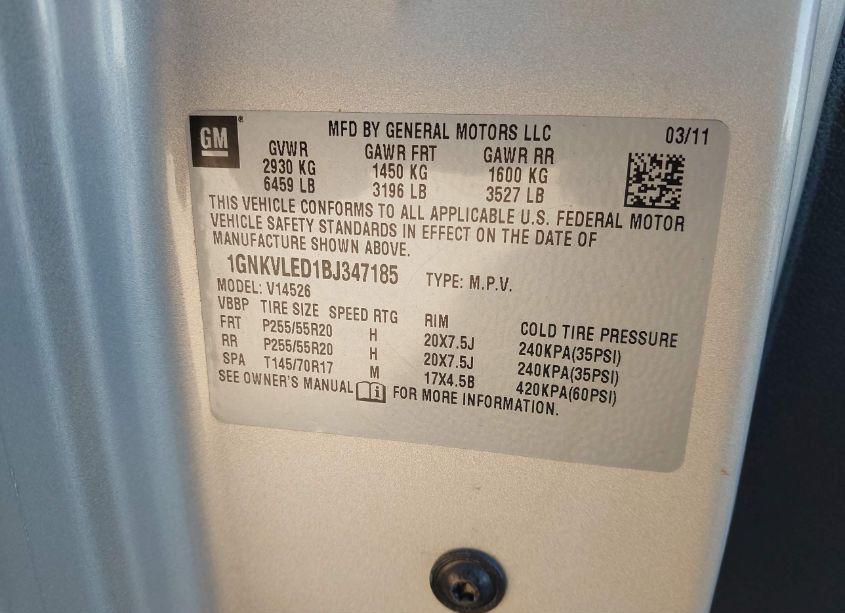 GM®
MFD BY GENERAL MOTORS LLC 03/11
GVWR GAWR FRT GAWR RR
2930 KG 1450 KG 1600 KG
6459 LB 3196 LB 3527 LB
THIS VEHICLE CONFORMS TO ALL APPLICABLE U.S. FEDERAL MOTOR
VEHICLE SAFETY STANDARDS IN EFFECT ON THE DATE OF
MANUFACTURE SHOWN ABOVE.
1GNKVLED1BJ347185 TYPE: M.P.V.
MODEL: V14526
VBBP TIRE SIZE SPEED RTG RIM COLD TIRE PRESSURE
FRT P255/55R20 H 20X7.5J 240KPA(35PSI)
RR P255/55R20 H 20X7.5J 240KPA(35PSI)
SPA T145/70R17 M 17X4.5B 420KPA(60PSI)
SEE OWNER'S MANUAL FOR MORE INFORMATION.